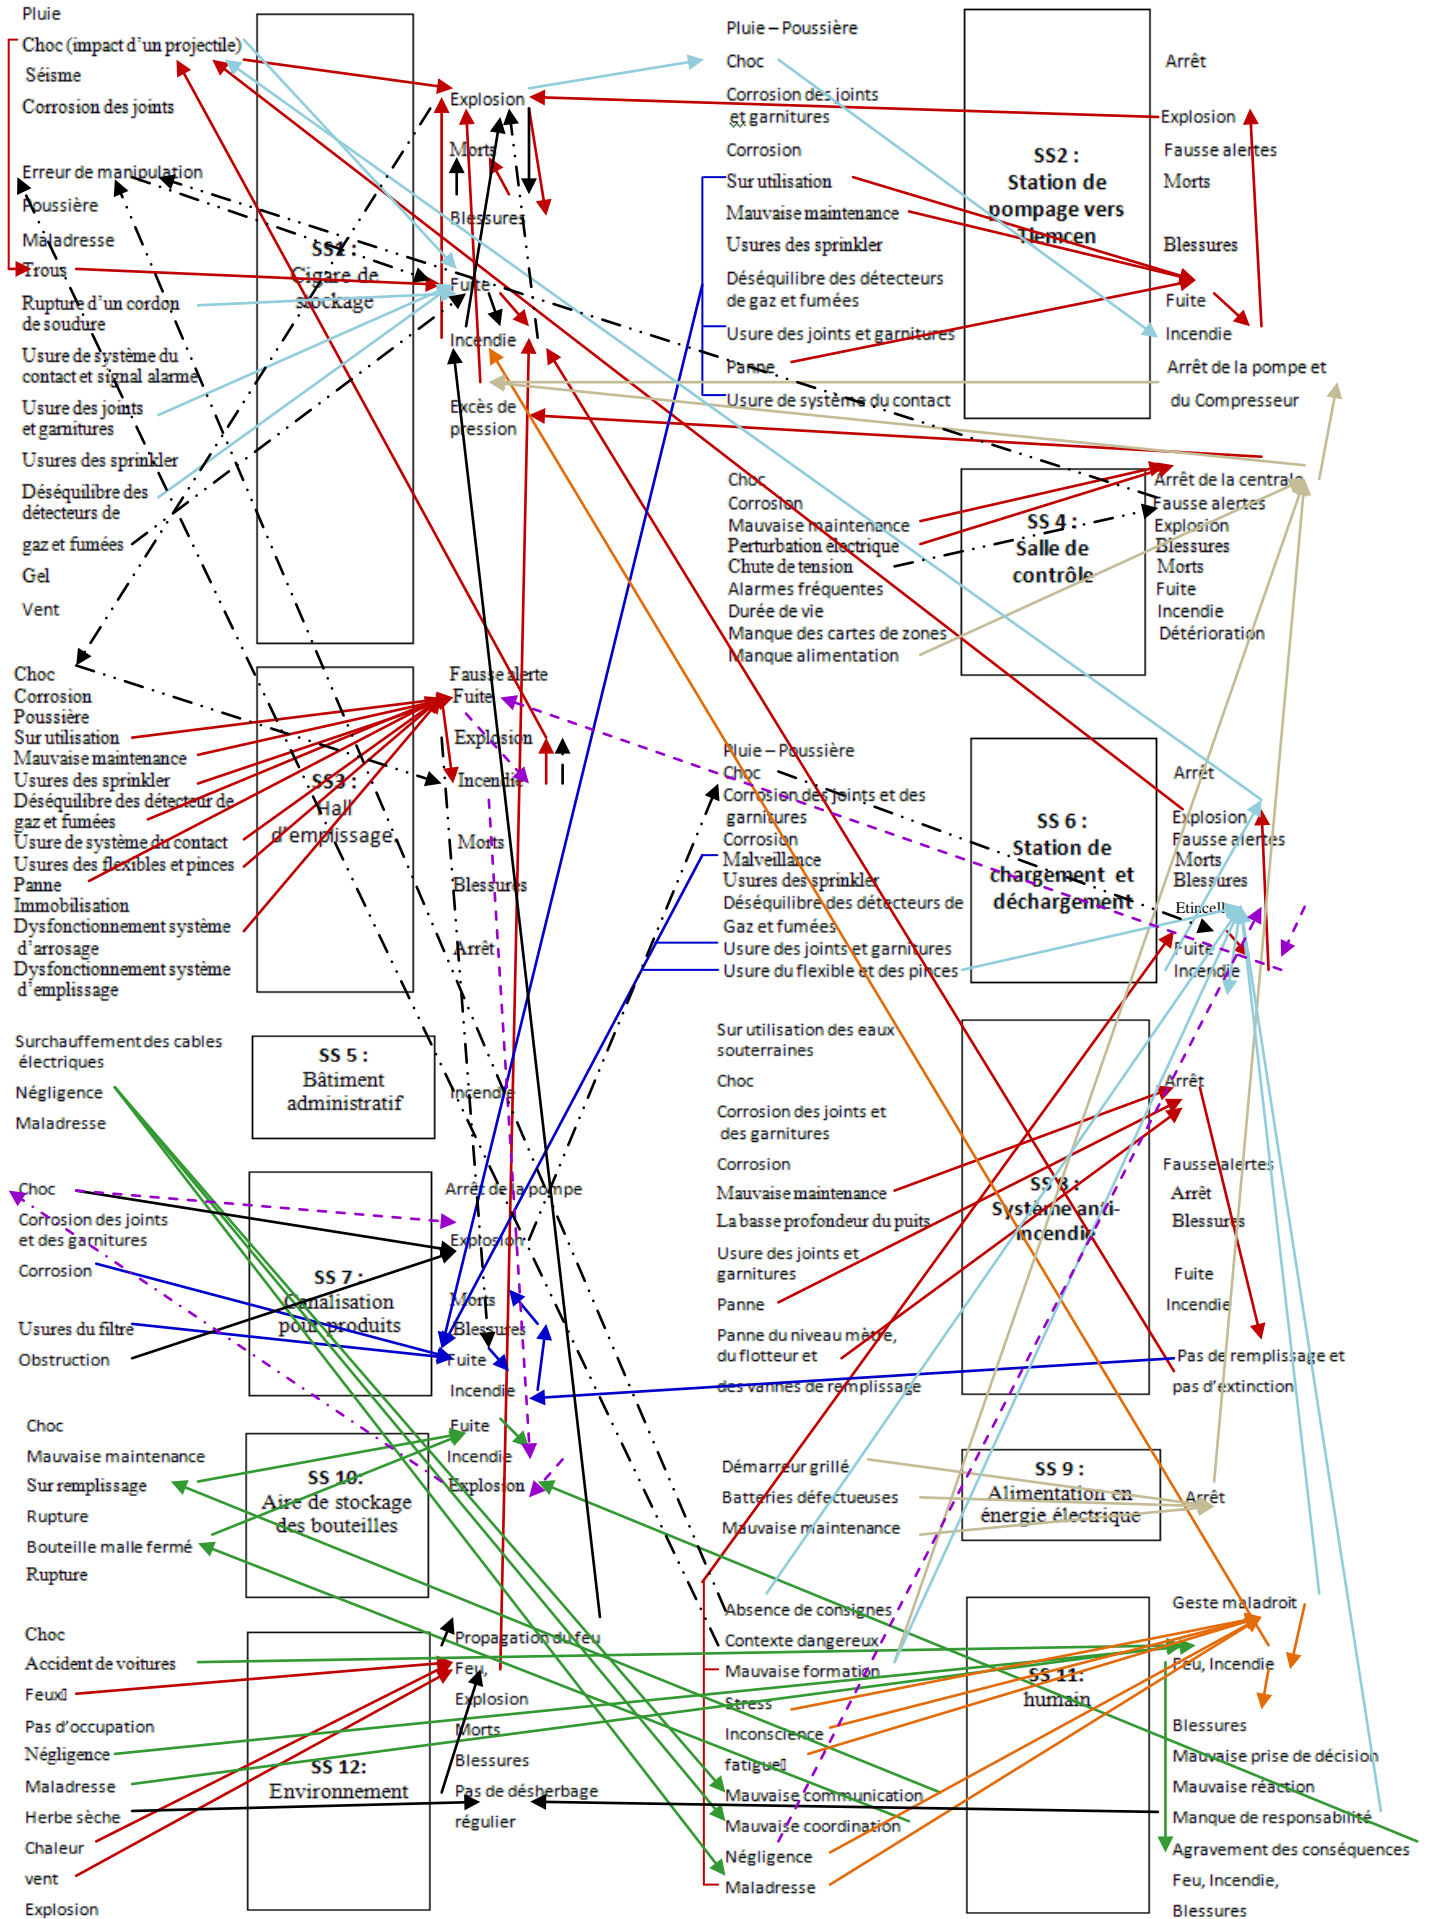 Pluie
Choc (impact d'un projectile)
Séisme
Corrosion des joints
Erreur de manipulation
Poussière
Maladresse
Trous
Rupture d'un cordon
de soudure
Usure de système du
contact et signal alarme
Usure des joints
et garnitures
Usures des sprinkler
Déséquilibre des
détecteurs de
gaz et fumées
Gel
Vent
SS1 :
Cigare de
stockage
Explosion
Morts
Blessures
Fuite
Incendie
Excès de
pression
Pluie – Poussière
Choc
Corrosion des joints
et garnitures
Corrosion
Sur utilisation
Mauvaise maintenance
Usures des sprinkler
Déséquilibre des détecteurs
de gaz et fumées
Usure des joints et garnitures
Panne
Usure de système du contact
SS2 :
Station de
pompage vers
Tlemcen
Arrêt
Explosion
Fausse alertes
Morts
Blessures
Fuite
Incendie
Arrêt de la pompe et
du Compresseur
Choc
Corrosion
Mauvaise maintenance
Perturbation électrique
Chute de tension
Alarmes fréquentes
Durée de vie
Manque des cartes de zones
Manque alimentation
SS 4 :
Salle de
contrôle
Arrêt de la centrale
Fausse alertes
Explosion
Blessures
Morts
Fuite
Incendie
Détérioration
Choc
Corrosion
Poussière
Sur utilisation
Mauvaise maintenance
Usures des sprinkler
Déséquilibre des détecteur de
gaz et fumées
Usure de système du contact
Usures des flexibles et pinces
Panne
Immobilisation
Dysfonctionnement système
d'arrosage
Dysfonctionnement système
d'emplissage
SS3 :
Hall
d'emplissage
Fausse alerte
Fuite
Explosion
Incendie
Morts
Blessures
Arrêt
Pluie – Poussière
Choc
Corrosion des joints et des
garnitures
Corrosion
Malveillance
Usures des sprinkler
Déséquilibre des détecteurs de
Gaz et fumées
Usure des joints et garnitures
Usure du flexible et des pinces
SS 6 :
Station de
chargement et
déchargement
Arrêt
Explosion
Fausse alertes
Morts
Blessures
Etincelle
Fuite
Incendie
Surchauffement des cables
électriques
Négligence
Maladresse
SS 5 :
Bâtiment
administratif
Incendie
Sur utilisation des eaux
souterraines
Choc
Corrosion des joints et
des garnitures
Corrosion
Mauvaise maintenance
La basse profondeur du puits
Usure des joints et
garnitures
Panne
Panne du niveau mètre,
du flotteur et
des vannes de remplissage
SS 8 :
Système anti-
incendie
Arrêt
Fausse alertes
Arrêt
Blessures
Fuite
Incendie
Pas de remplissage et
pas d'extinction
Choc
Corrosion des joints
et des garnitures
Corrosion
Usures du filtre
Obstruction
SS 7 :
Canalisation
pour produits
Arrêt de la pompe
Explosion
Morts
Blessures
Fuite
Incendie
Choc
Mauvaise maintenance
Sur remplissage
Rupture
Bouteille malle fermé
Rupture
SS 10:
Aire de stockage
des bouteilles
Fuite
Incendie
Explosion
Démarreur grillé
Batteries défectueuses
Mauvaise maintenance
SS 9 :
Alimentation en
énergie électrique
Arrêt
Choc
Accident de voitures
Feux
Pas d'occupation
Négligence
Maladresse
Herbe sèche
Chaleur
vent
Explosion
SS 12:
Environnement
Propagation du feu
Feu,
Explosion
Morts
Blessures
Pas de désherbage
régulier
Absence de consignes
Contexte dangereux
Mauvaise formation
Stress
Inconscience
fatigue
Mauvaise communication
Mauvaise coordination
Négligence
Maladresse
SS 11:
humain
Geste maladroit
Feu, Incendie
Blessures
Mauvaise prise de décision
Mauvaise réaction
Manque de responsabilité
Agravement des conséquences
Feu, Incendie,
Blessures